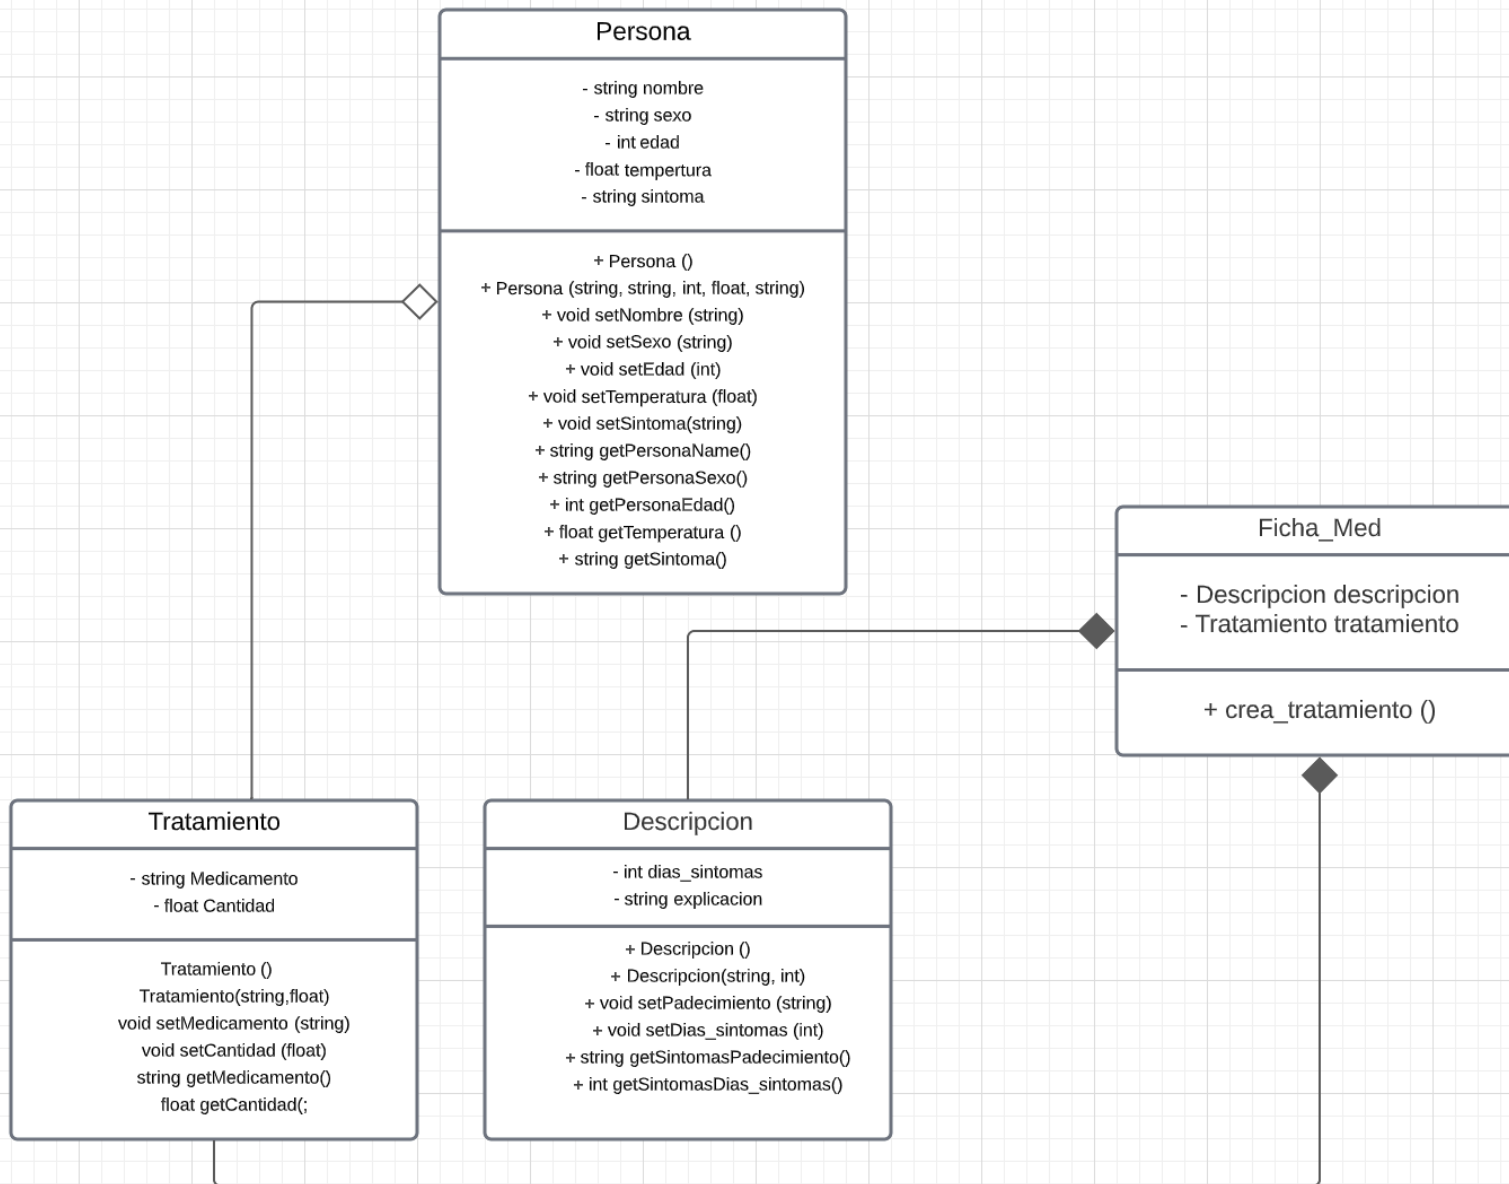 Persona
- string nombre
- string sexo
- int edad
- float tempertura
- string sintoma
+ Persona ()
+ Persona (string, string, int, float, string)
+ void setNombre (string)
+ void setSexo (string)
+ void setEdad (int)
+ void setTemperatura (float)
+ void setSintoma(string)
+ string getPersonaName()
+ string getPersonaSexo()
+ int getPersonaEdad()
+ float getTemperatura ()
+ string getSintoma()
Ficha_Med
- Descripcion descripcion
- Tratamiento tratamiento
+ crea_tratamiento ()
Tratamiento
- string Medicamento
- float Cantidad
Tratamiento ()
Tratamiento(string,float)
void setMedicamento (string)
void setCantidad (float)
string getMedicamento()
float getCantidad(;
Descripcion
- int dias_sintomas
- string explicacion
+ Descripcion ()
+ Descripcion(string, int)
+ void setPadecimiento (string)
+ void setDias_sintomas (int)
+ string getSintomasPadecimiento()
+ int getSintomasDias_sintomas()